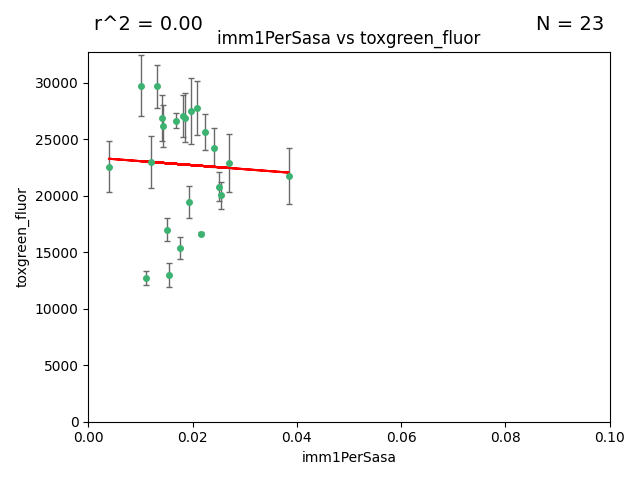 r^2 = 0.00
N = 23
imm1PerSasa vs toxgreen_fluor
30000
25000
20000
15000
10000
5000
0
toxgreen_fluor
0.00
0.02
0.04
0.06
0.08
0.10
imm1PerSasa